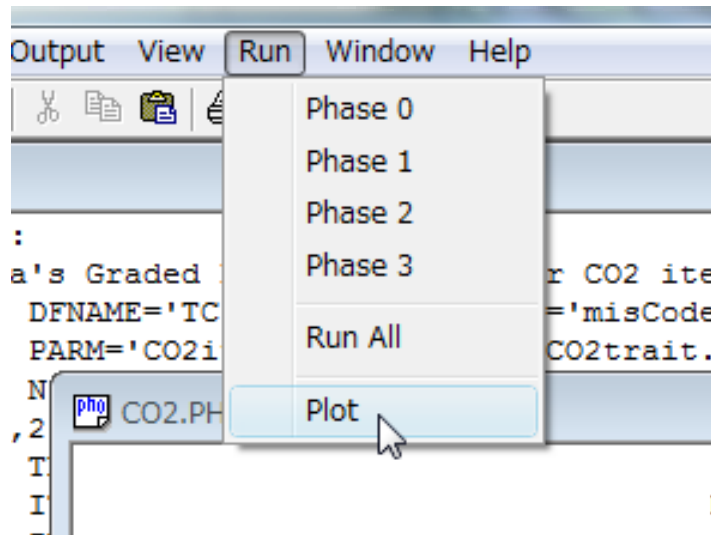 Output View Run Window Help
Phase 0
Phase 1
Phase 2
Phase 3
Run All
Plot
:
a's Graded r CO2 ite
DFNAME='TC ='misCode
PARM='CO2i CO2trait.
N
,2
T
I
pho CO2.PH